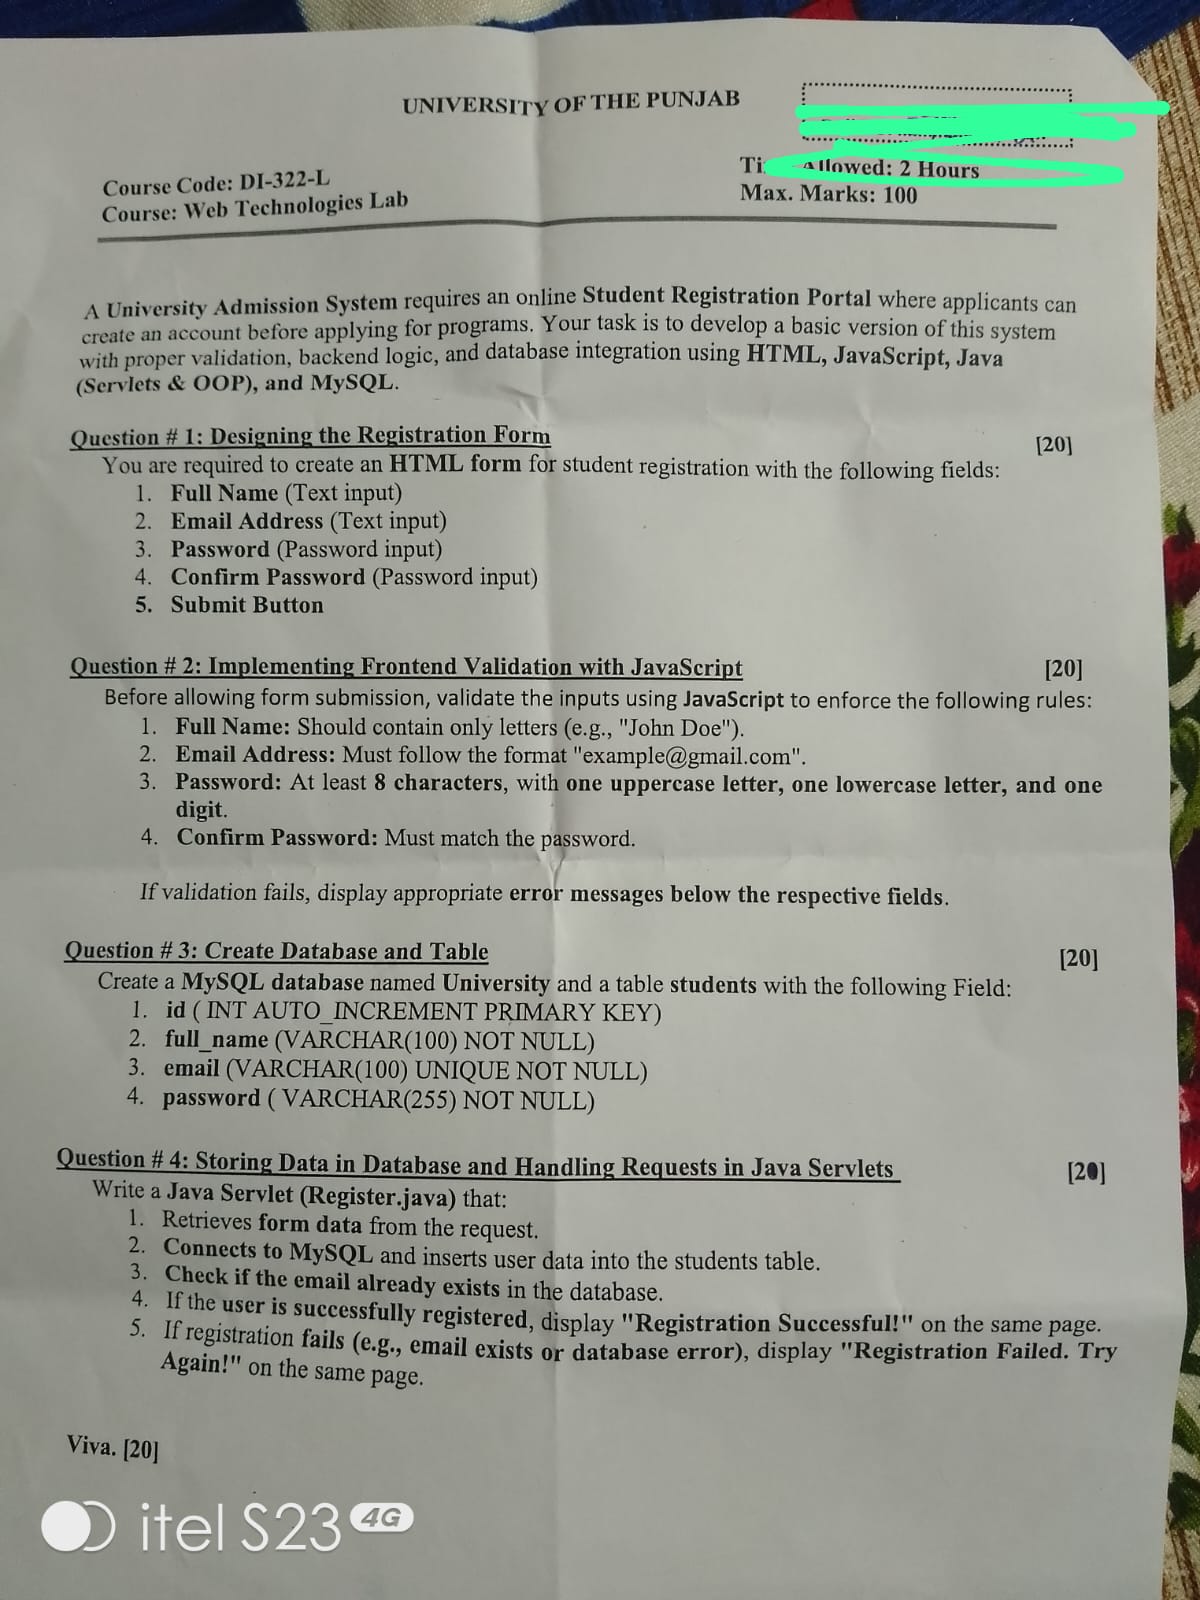 UNIVERSITY OF THE PUNJAB
Course Code: DI-322-L
Course: Web Technologies Lab
Allowed: 2 Hours
Max. Marks: 100
A University Admission System requires an online Student Registration Portal where applicants can
create an account before applying for programs. Your task is to develop a basic version of this system
with proper validation, backend logic, and database integration using HTML, JavaScript, Java
(Servlets & OOP), and MySQL.
Question # 1: Designing the Registration Form [20]
You are required to create an HTML form for student registration with the following fields:
1. Full Name (Text input)
2. Email Address (Text input)
3. Password (Password input)
4. Confirm Password (Password input)
5. Submit Button
Question # 2: Implementing Frontend Validation with JavaScript [20]
Before allowing form submission, validate the inputs using JavaScript to enforce the following rules:
1. Full Name: Should contain only letters (e.g., "John Doe").
2. Email Address: Must follow the format "example@gmail.com".
3. Password: At least 8 characters, with one uppercase letter, one lowercase letter, and one
digit.
4. Confirm Password: Must match the password.
If validation fails, display appropriate error messages below the respective fields.
Question # 3: Create Database and Table [20]
Create a MySQL database named University and a table students with the following Field:
1. id ( INT AUTO_INCREMENT PRIMARY KEY)
2. full_name (VARCHAR(100) NOT NULL)
3. email (VARCHAR(100) UNIQUE NOT NULL)
4. password ( VARCHAR(255) NOT NULL)
Question # 4: Storing Data in Database and Handling Requests in Java Servlets [20]
Write a Java Servlet (Register.java) that:
1. Retrieves form data from the request.
2. Connects to MySQL and inserts user data into the students table.
3. Check if the email already exists in the database.
4. If the user is successfully registered, display "Registration Successful!" on the same page.
5. If registration fails (e.g., email exists or database error), display "Registration Failed. Try
Again!" on the same page.
Viva. [20]
itel S23 4G